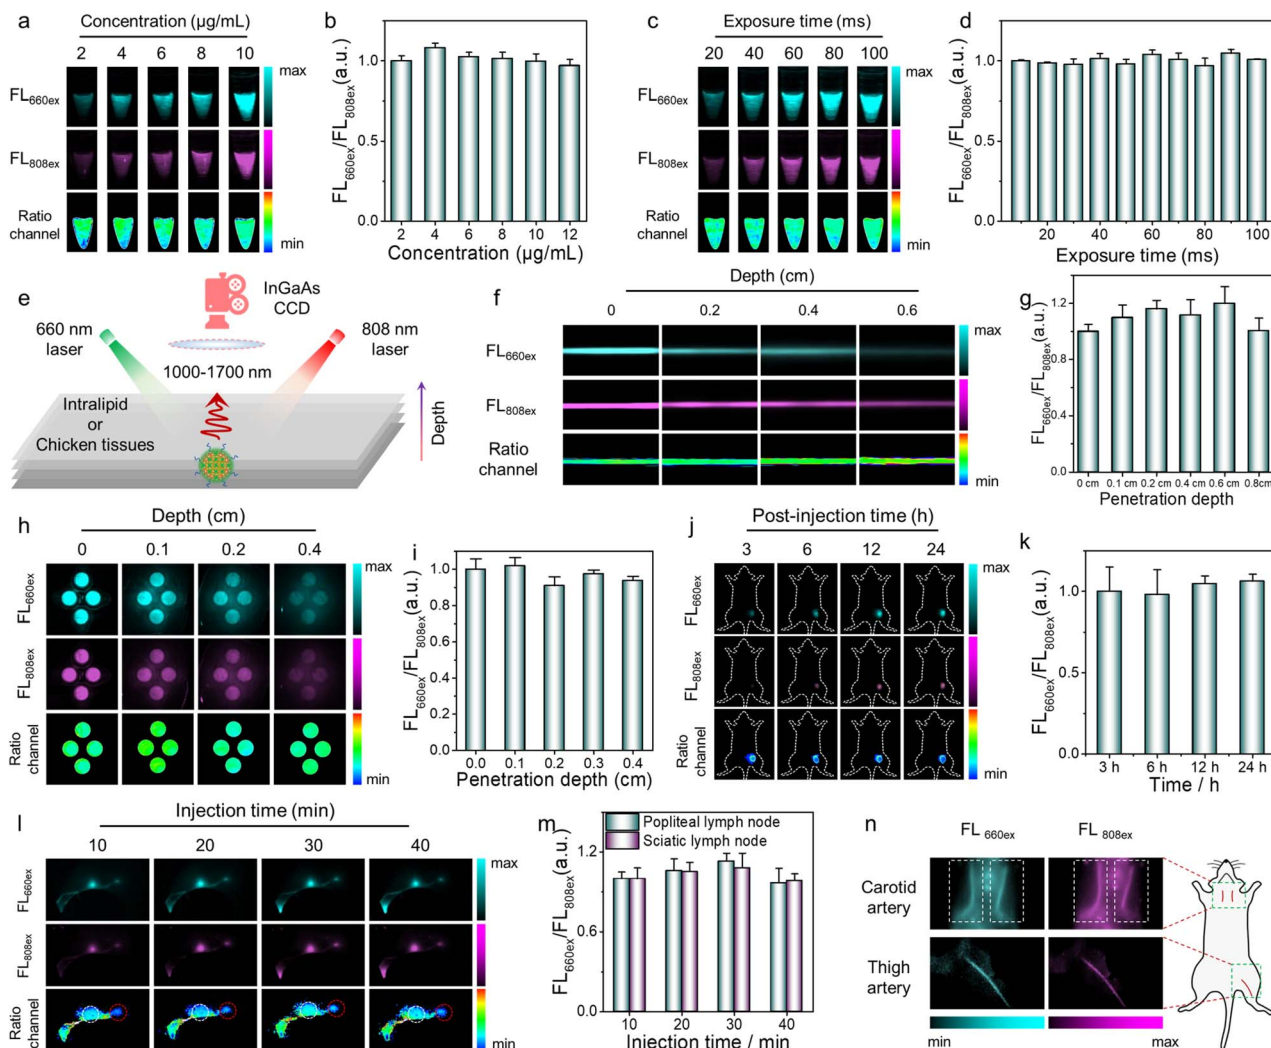 a
Concentration (µg/mL)
2 4 6 8 10
max
FL660ex
FL808ex
Ratio
channel
min
b
FL660ex/FL808ex(a.u.)
1.0
0.5
0.0
2 4 6 8 10 12
Concentration (µg/mL)
c
Exposure time (ms)
20 40 60 80 100
max
FL660ex
FL808ex
Ratio
channel
min
d
FL660ex/FL808ex(a.u.)
1.0
0.5
0.0
20 40 60 80 100
Exposure time (ms)
e
InGaAs
CCD
660 nm
laser
808 nm
laser
1000-1700 nm
Intralipid
or
Chicken tissues
Depth
f
Depth (cm)
0 0.2 0.4 0.6
max
FL660ex
FL808ex
Ratio
channel
min
g
FL660ex/FL808ex(a.u.)
1.2
0.8
0.4
0.0
0 cm 0.1 cm 0.2 cm 0.4 cm 0.6 cm 0.8cm
Penetration depth
h
Depth (cm)
0 0.1 0.2 0.4
max
FL660ex
FL808ex
Ratio
channel
min
i
FL660ex/FL808ex(a.u.)
1.0
0.8
0.6
0.4
0.2
0.0
0.0 0.1 0.2 0.3 0.4
Penetration depth (cm)
j
Post-injection time (h)
3 6 12 24
max
FL660ex
FL808ex
Ratio
channel
min
k
FL660ex/FL808ex(a.u.)
1.0
0.5
0.0
3 h 6 h 12 h 24 h
Time / h
l
Injection time (min)
10 20 30 40
max
FL660ex
FL808ex
Ratio
channel
min
m
Popliteal lymph node
Sciatic lymph node
FL660ex/FL808ex(a.u.)
1.2
0.6
0.0
10 20 30 40
Injection time / min
n
FL 660ex FL 808ex
Carotid
artery
Thigh
artery
min max